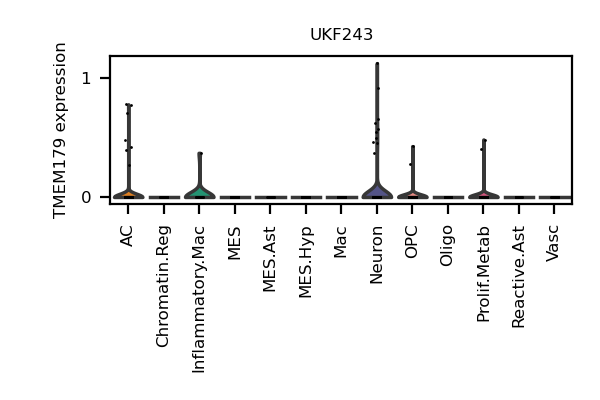 UKF243
TMEM179 expression
1
0
AC
Chromatin.Reg
Inflammatory.Mac
MES
MES.Ast
MES.Hyp
Mac
Neuron
OPC
Oligo
Prolif.Metab
Reactive.Ast
Vasc